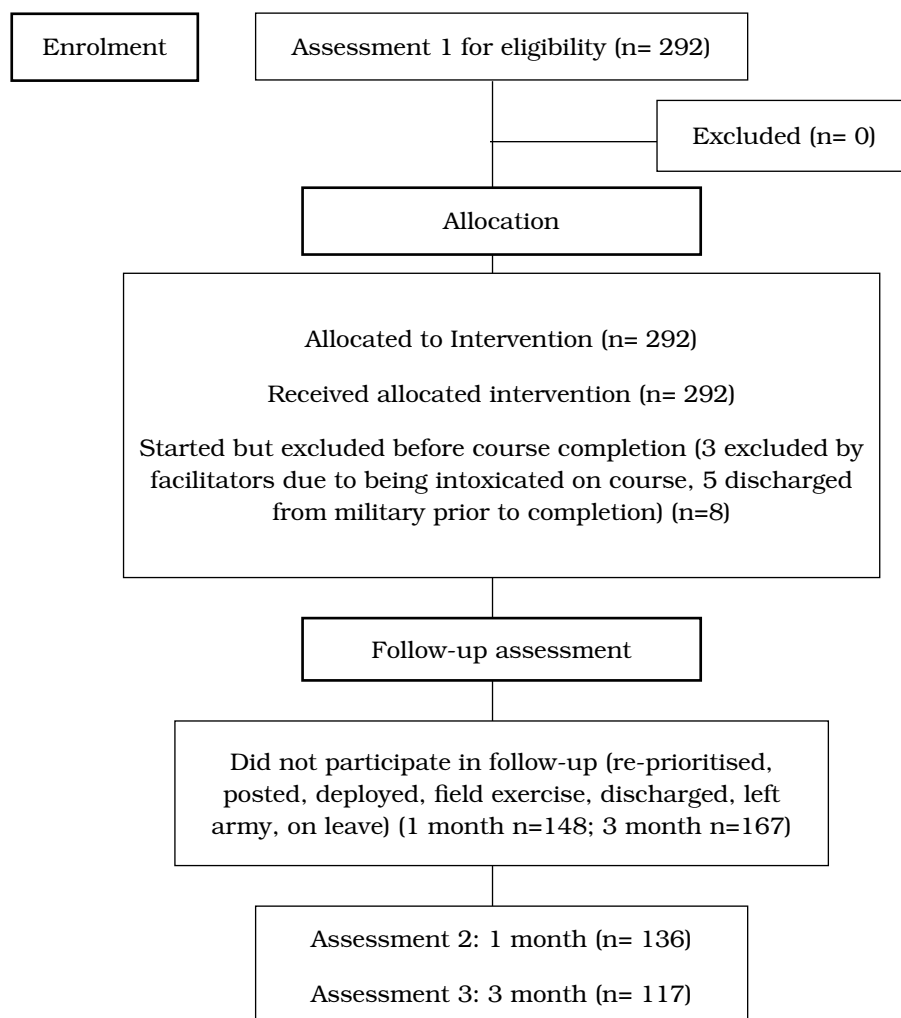 Enrolment
Assessment 1 for eligibility (n= 292)
Excluded (n= 0)
Allocation
Allocated to Intervention (n= 292)
Received allocated intervention (n= 292)
Started but excluded before course completion (3 excluded by
facilitators due to being intoxicated on course, 5 discharged
from military prior to completion) (n=8)
Follow-up assessment
Did not participate in follow-up (re-prioritised,
posted, deployed, field exercise, discharged, left
army, on leave) (1 month n=148; 3 month n=167)
Assessment 2: 1 month (n= 136)
Assessment 3: 3 month (n= 117)